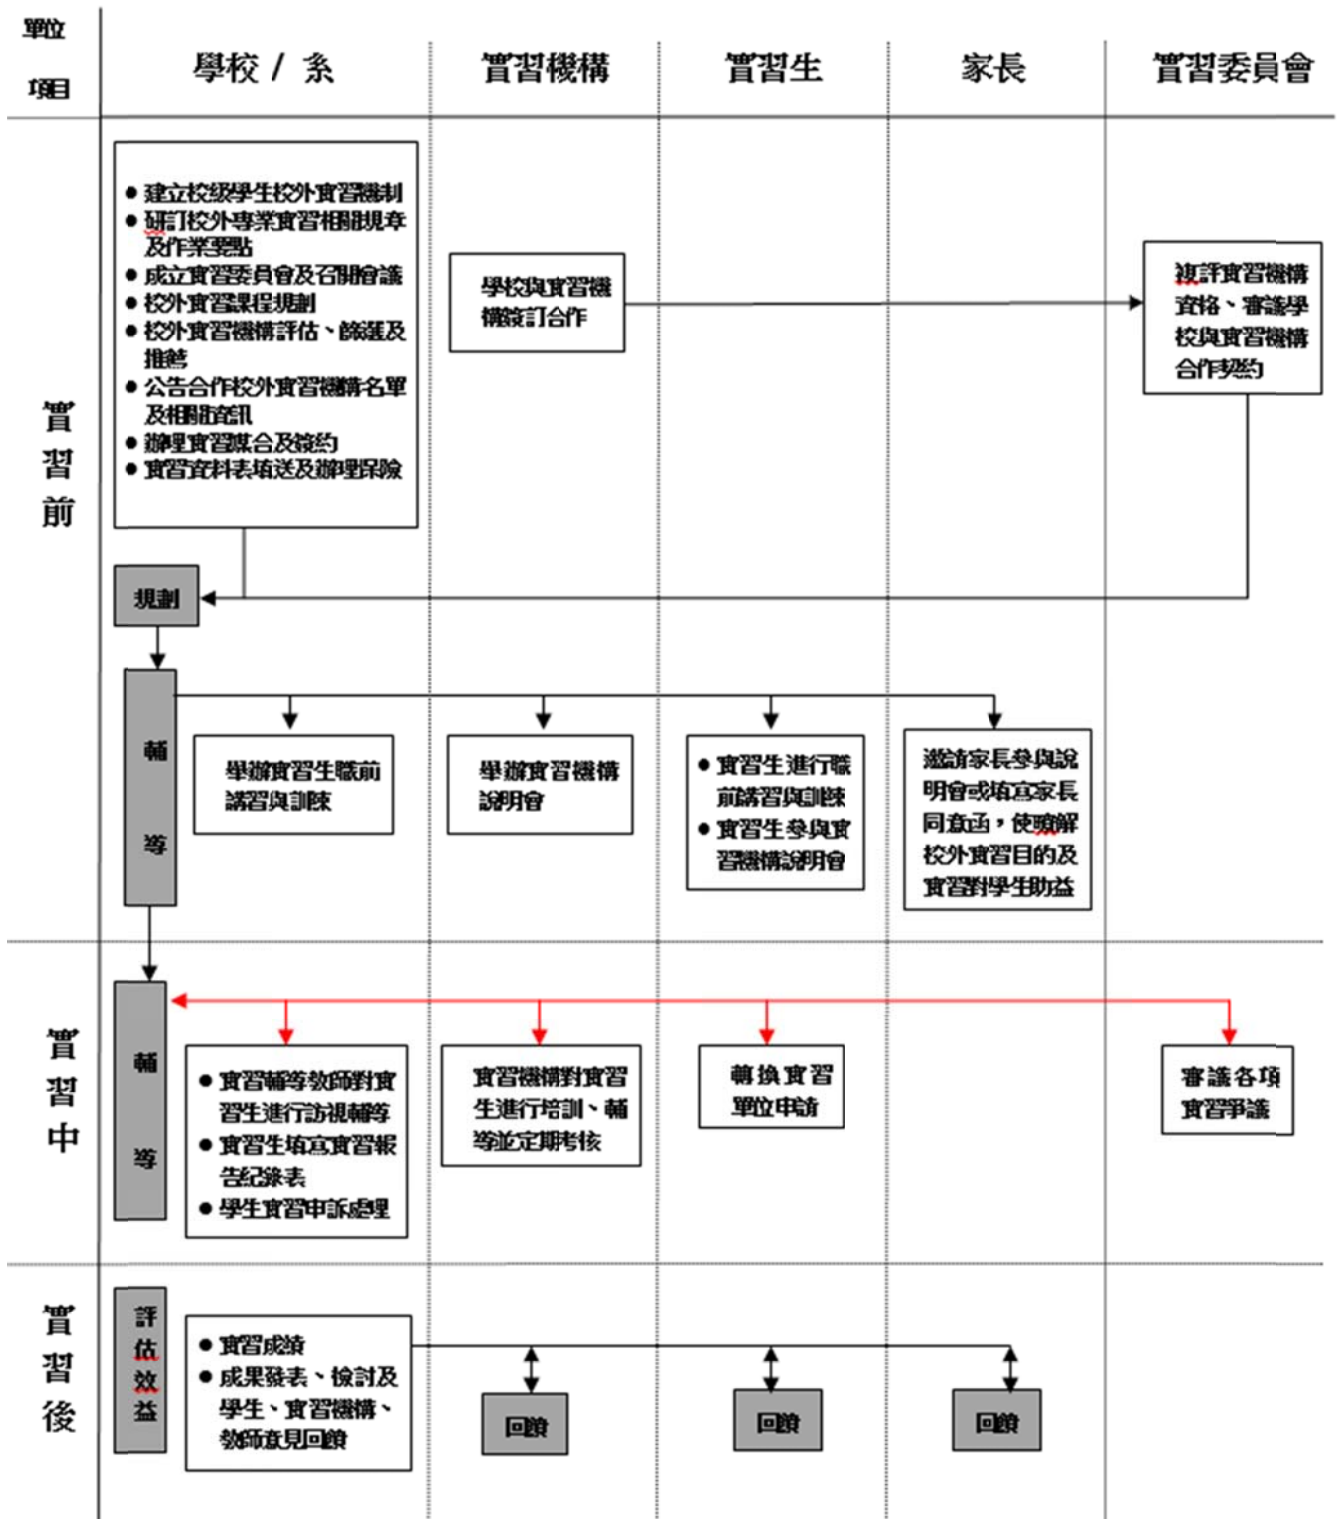 單位
項目
學校 / 系
實習機構
實習生
家長
實習委員會
實習前
● 建立校級學生校外實習機制
● 研訂校外專業實習相關規章
及作業要點
● 成立實習委員會及召開會議
● 校外實習課程規劃
● 校外實習機構評估、篩選及
推薦
● 公告合作校外實習機構名單
及相關資訊
● 辦理實習媒合及簽約
● 實習資料表填送及辦理保險
學校與實習機
構簽訂合作
複評實習機構
資格、審議學
校與實習機構
合作契約
規劃
輔導
舉辦實習生職前
講習與訓練
舉辦實習機構
說明會
● 實習生進行職
前講習與訓練
● 實習生參與實
習機構說明會
邀請家長參與說
明會或填寫家長
同意函，使瞭解
校外實習目的及
實習對學生助益
實習中
輔導
● 實習輔導教師對實
習生進行訪視輔導
● 實習生填寫實習報
告紀錄表
● 學生實習申訴處理
實習機構對實習
生進行培訓、輔
導並定期考核
轉換實習
單位申請
審議各項
實習爭議
實習後
評估效益
● 實習成績
● 成果發表、檢討及
學生、實習機構、
教師意見回饋
回饋
回饋
回饋